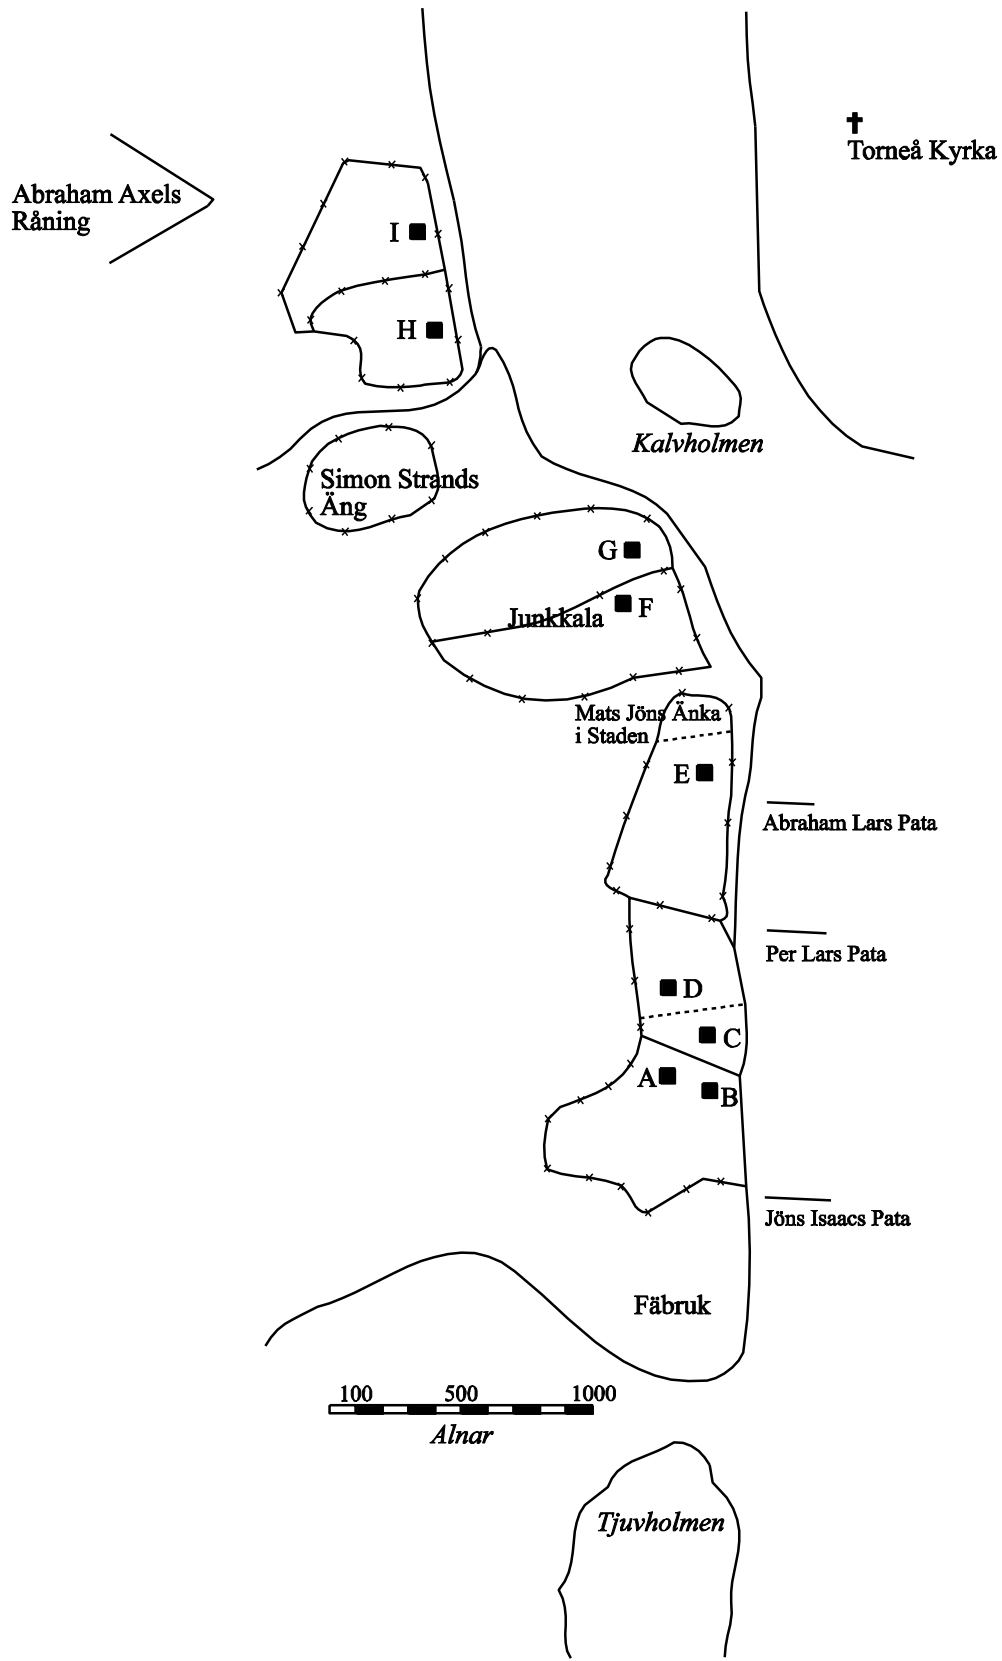 Torneå Kyrka
Abraham Axels
Råning
I
H
Kalvholmen
Simon Strands
Äng
G
F
Junkkala
Mats Jöns Änka
i Staden
E
Abraham Lars Pata
Per Lars Pata
D
C
A
B
Jöns Isaacs Pata
Fäbruk
100 500 1000
Alnar
Tjuvholmen